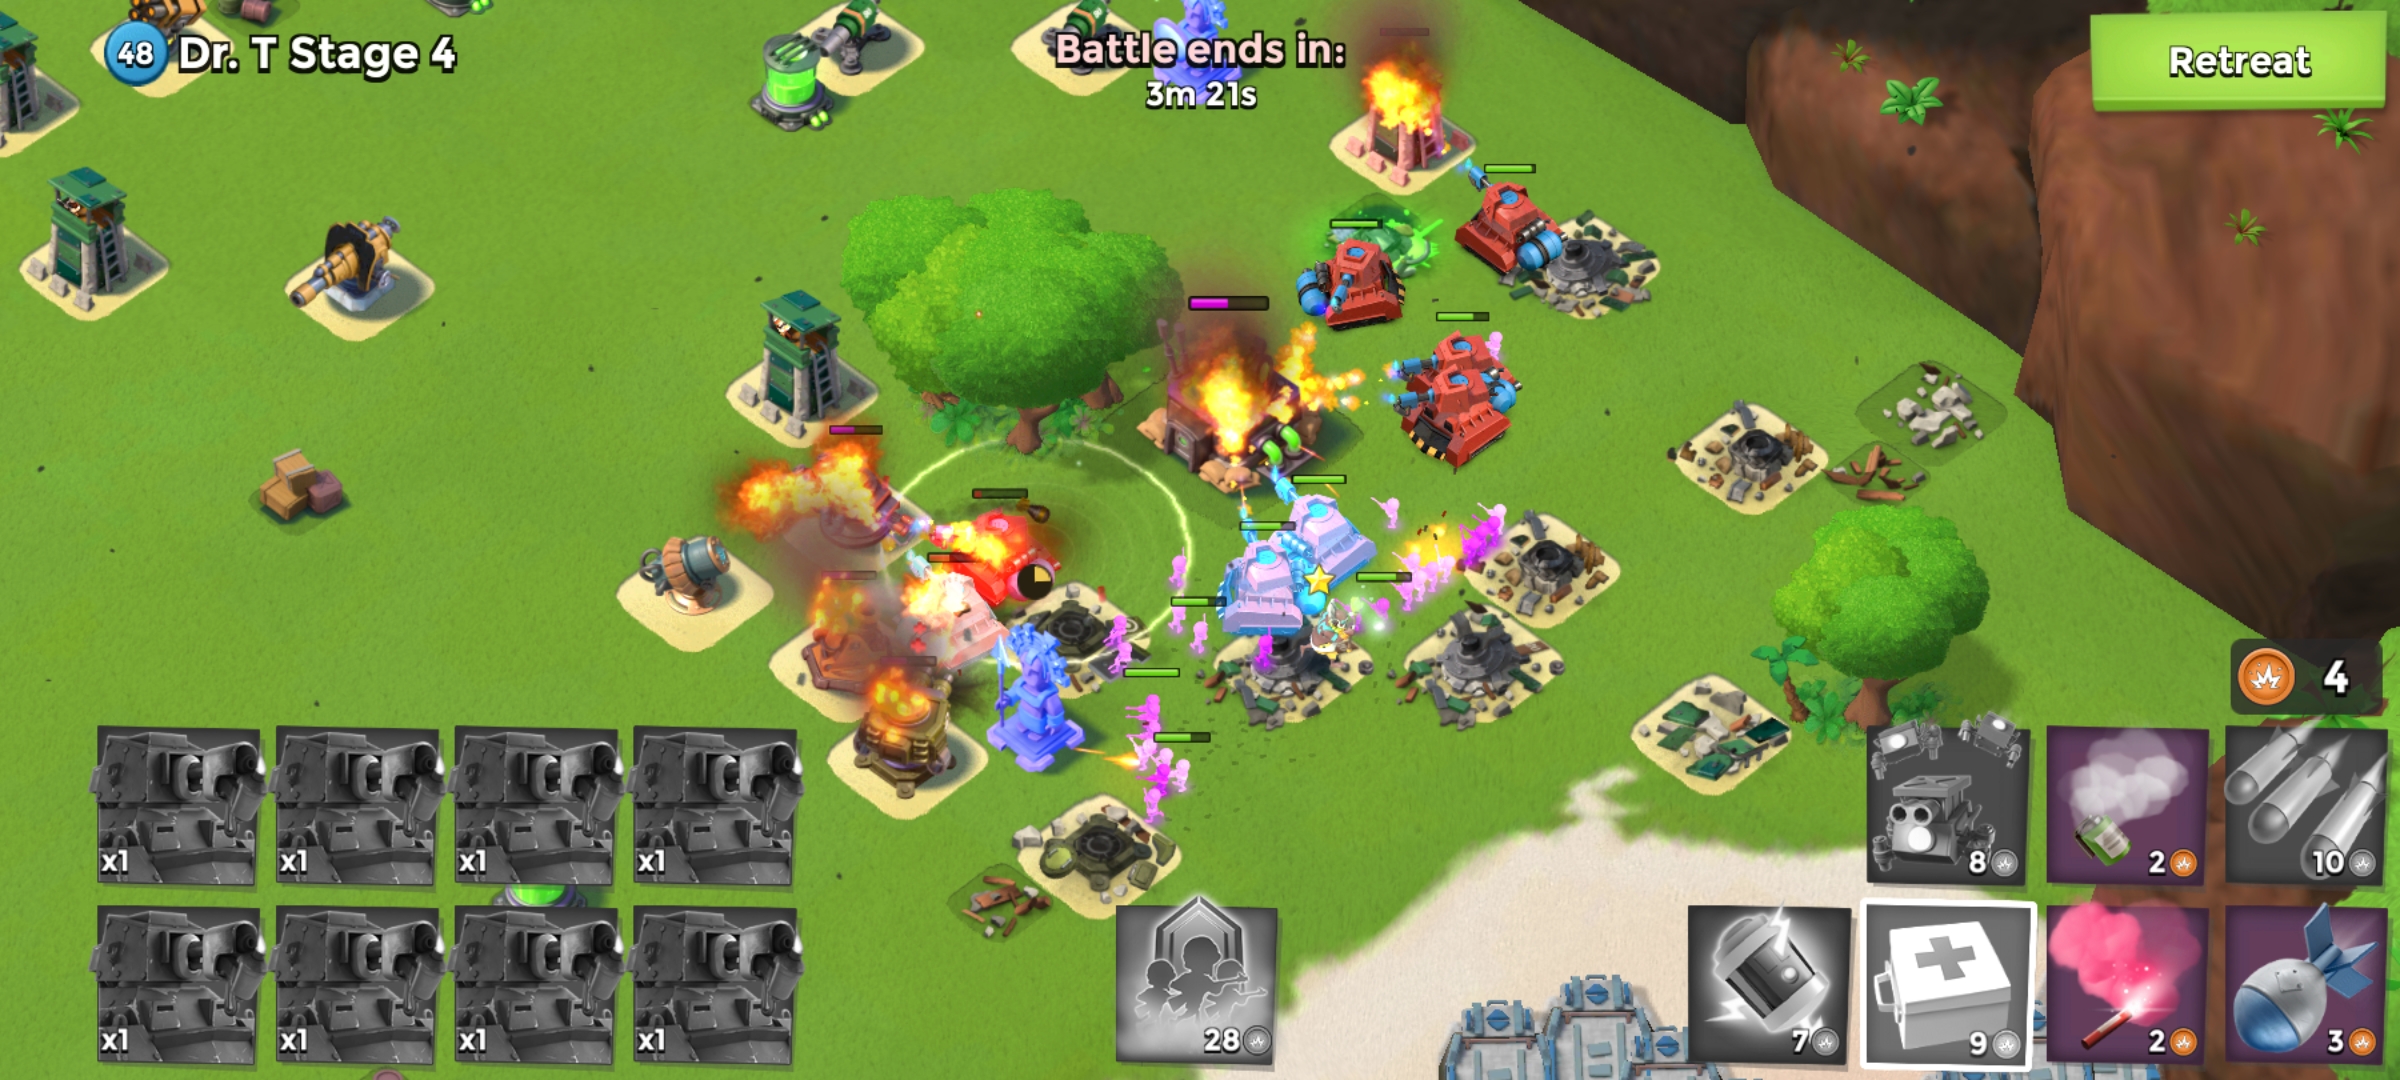 48 Dr. T Stage 4
Battle ends in:
3m 21s
Retreat
4
x1 x1 x1 x1
8 2 10
x1 x1 x1 x1
28 7 9 2 3